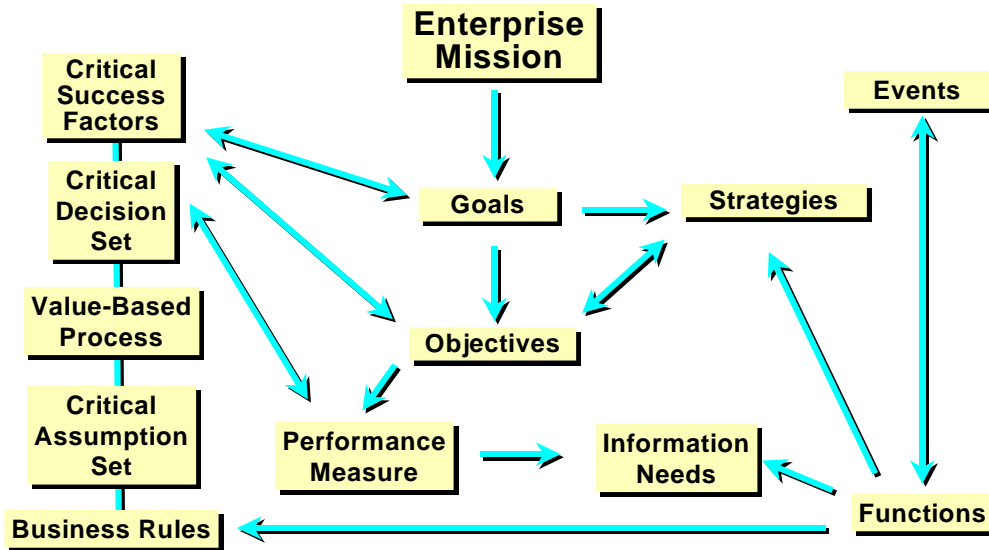 Enterprise
Mission
Critical
Success
Factors
Events
Critical
Decision
Set
Goals
Strategies
Value-Based
Process
Objectives
Critical
Assumption
Set
Performance
Measure
Information
Needs
Functions
Business Rules